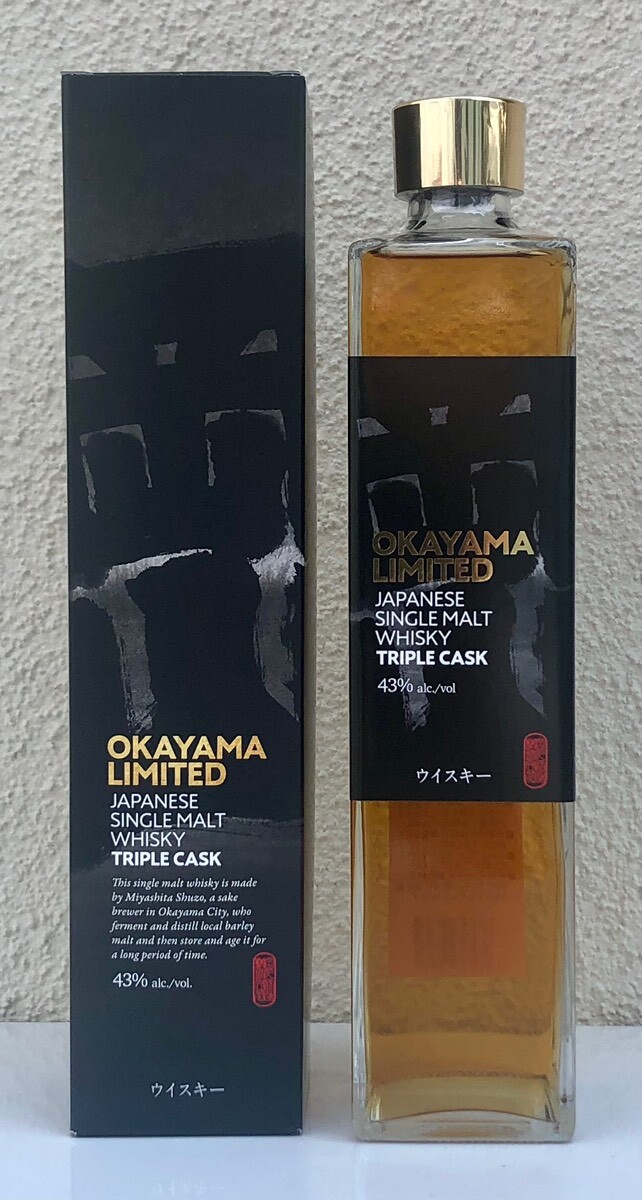 OKAYAMA
LIMITED
JAPANESE
SINGLE MALT
WHISKY
TRIPLE CASK
This single malt whisky is made
by Miyashita Shuzo, a sake
brewer in Okayama City, who
ferment and distill local barley
malt and then store and age it for
a long period of time.
43% alc./vol.
ウイスキー
OKAYAMA
LIMITED
JAPANESE
SINGLE MALT
WHISKY
TRIPLE CASK
43% alc./vol
ウイスキー